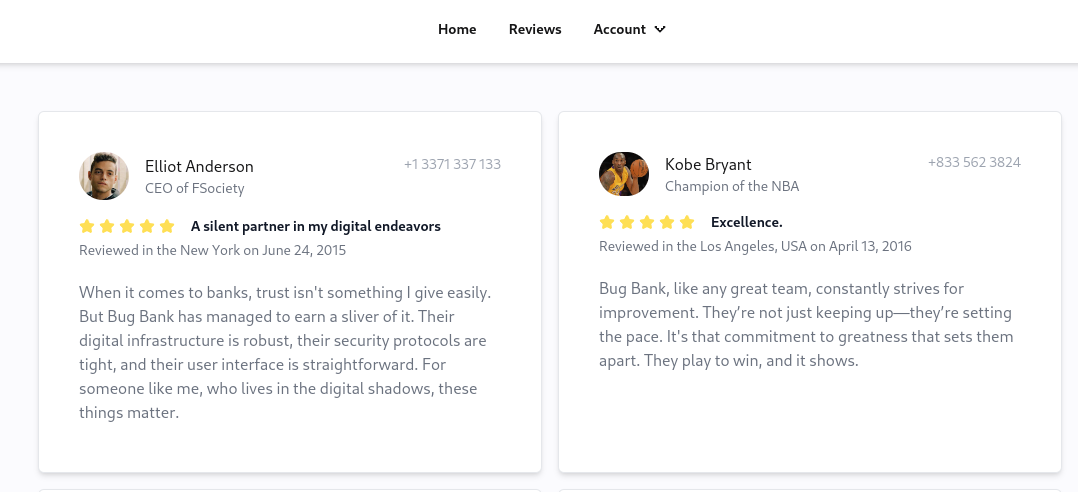 Home Reviews Account
Elliot Anderson
+1 3371 337 133
CEO of FSociety
A silent partner in my digital endeavors
Reviewed in the New York on June 24, 2015
When it comes to banks, trust isn't something I give easily.
But Bug Bank has managed to earn a sliver of it. Their
digital infrastructure is robust, their security protocols are
tight, and their user interface is straightforward. For
someone like me, who lives in the digital shadows, these
things matter.
Kobe Bryant
+833 562 3824
Champion of the NBA
Excellence.
Reviewed in the Los Angeles, USA on April 13, 2016
Bug Bank, like any great team, constantly strives for
improvement. They’re not just keeping up—they’re setting
the pace. It's that commitment to greatness that sets them
apart. They play to win, and it shows.